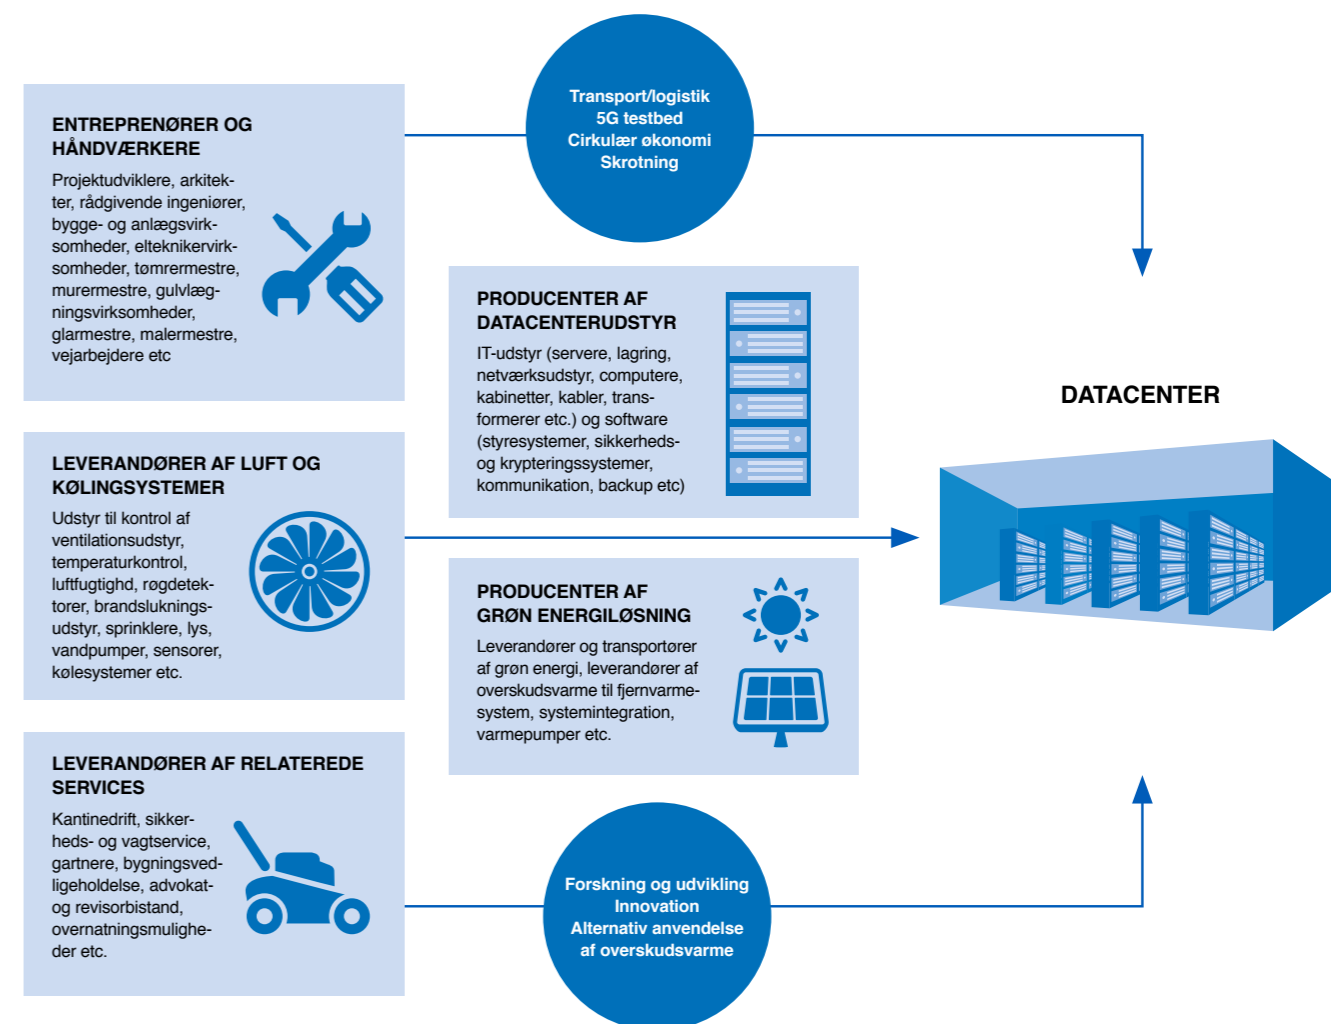 Transport/logistik
5G testbed
Cirkulær økonomi
Skrotning
ENTREPRENØRER OG
HÅNDVÆRKERE
Projektudviklere, arkitek-
ter, rådgivende ingeniører,
bygge- og anlægsvirk-
somheder, elteknikervirk-
somheder, tømrermestre,
murermestre, gulvlæg-
ningsvirksomheder,
glarmestre, malermestre,
vejarbejdere etc
PRODUCENTER AF
DATACENTERUDSTYR
IT-udstyr (servere, lagring,
netværksudstyr, computere,
kabinetter, kabler, trans-
formerer etc.) og software
(styresystemer, sikkerheds-
og krypteringssystemer,
kommunikation, backup etc)
DATACENTER
LEVERANDØRER AF LUFT OG
KØLINGSYSTEMER
Udstyr til kontrol af
ventilationsudstyr,
temperaturkontrol,
luftfugtighd, røgdetek-
torer, brandsluknings-
udstyr, sprinklere, lys,
vandpumper, sensorer,
kølesystemer etc.
PRODUCENTER AF
GRØN ENERGILØSNING
Leverandører og transportører
af grøn energi, leverandører af
overskudsvarme til fjernvarme-
system, systemintegration,
varmepumper etc.
LEVERANDØRER AF RELATEREDE
SERVICES
Kantinedrift, sikker-
heds- og vagtservice,
gartnere, bygningsved-
ligeholdelse, advokat-
og revisorbistand,
overnatningsmulighe-
der etc.
Forskning og udvikling
Innovation
Alternativ anvendelse
af overskudsvarme